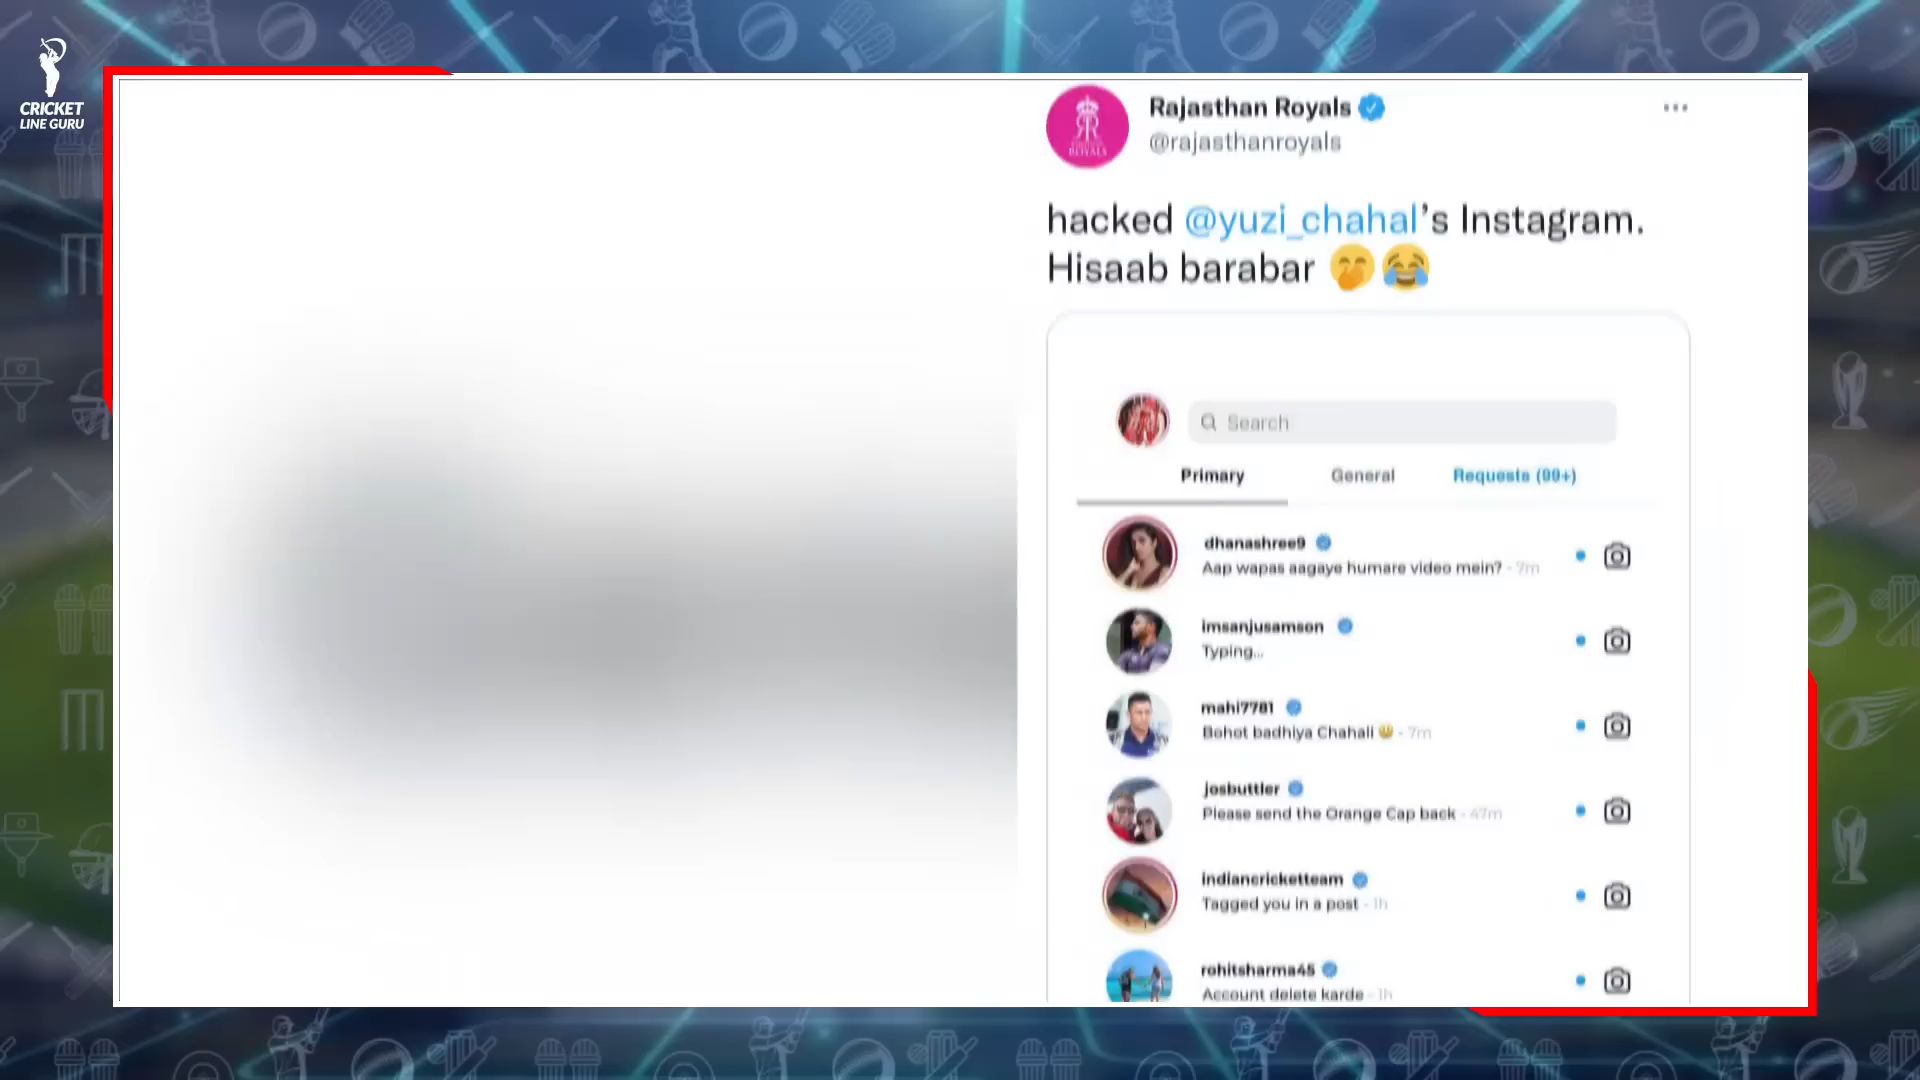 CRICKET
LINE GURU
Rajasthan Royals
@rajasthanroyals
hacked @yuzi_chahal's Instagram.
Hisaab barabar 🤭😂
ROYALS
Search
Primary General Requests (99+)
dhanashree9
Aap wapas aagaye humare video mein? - 7m
imsanjusamson
Typing...
mahi7781
Bohot badhiya Chahali 😀 - 7m
josbuttler
Please send the Orange Cap back - 47m
indiancricketteam
Tagged you in a post - 1h
rohitsharma45
Account delete karde - 1h